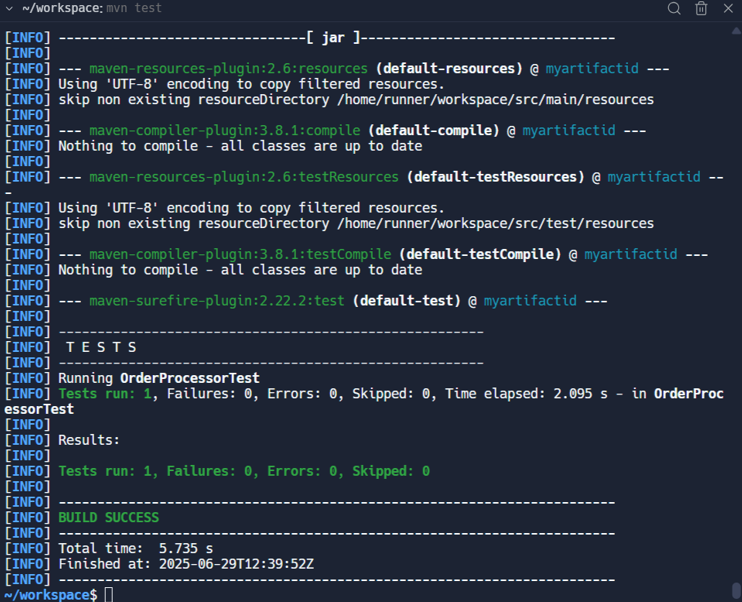 ~/workspace: mvn test
[INFO] --------------------------------[ jar ]---------------------------------
[INFO]
[INFO] --- maven-resources-plugin:2.6:resources (default-resources) @ myartifactid ---
[INFO] Using 'UTF-8' encoding to copy filtered resources.
[INFO] skip non existing resourceDirectory /home/runner/workspace/src/main/resources
[INFO]
[INFO] --- maven-compiler-plugin:3.8.1:compile (default-compile) @ myartifactid ---
[INFO] Nothing to compile - all classes are up to date
[INFO]
[INFO] --- maven-resources-plugin:2.6:testResources (default-testResources) @ myartifactid --
-
[INFO] Using 'UTF-8' encoding to copy filtered resources.
[INFO] skip non existing resourceDirectory /home/runner/workspace/src/test/resources
[INFO]
[INFO] --- maven-compiler-plugin:3.8.1:testCompile (default-testCompile) @ myartifactid ---
[INFO] Nothing to compile - all classes are up to date
[INFO]
[INFO] --- maven-surefire-plugin:2.22.2:test (default-test) @ myartifactid ---
[INFO]
[INFO] -------------------------------------------------------
[INFO]  T E S T S
[INFO] -------------------------------------------------------
[INFO] Running OrderProcessorTest
[INFO] Tests run: 1, Failures: 0, Errors: 0, Skipped: 0, Time elapsed: 2.095 s - in OrderProc
essorTest
[INFO]
[INFO] Results:
[INFO]
[INFO] Tests run: 1, Failures: 0, Errors: 0, Skipped: 0
[INFO]
[INFO] ------------------------------------------------------------------------
[INFO] BUILD SUCCESS
[INFO] ------------------------------------------------------------------------
[INFO] Total time:  5.735 s
[INFO] Finished at: 2025-06-29T12:39:52Z
[INFO] ------------------------------------------------------------------------
~/workspace$